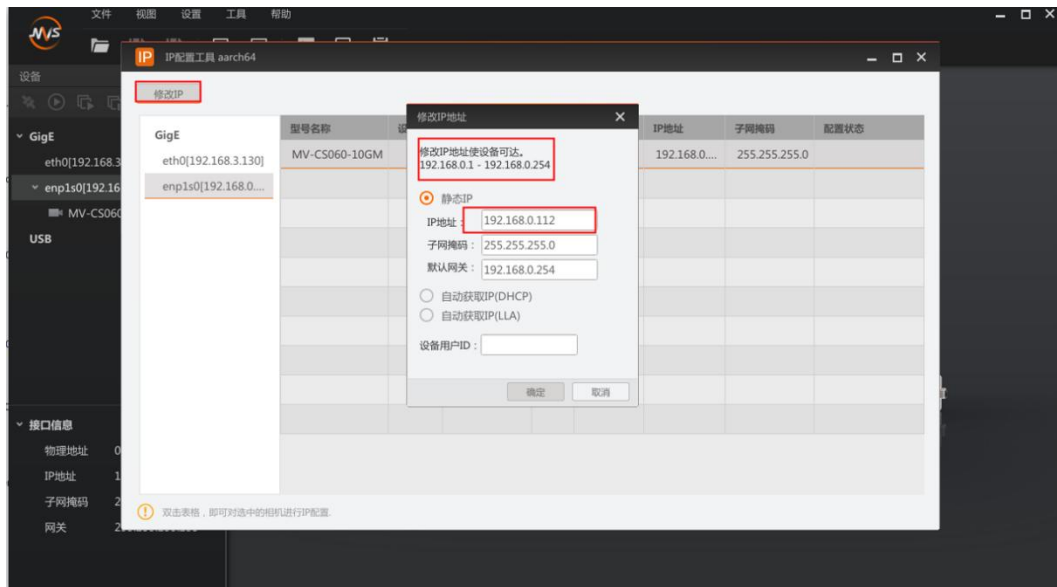 文件 视图 设置 工具 帮助
MVS
IP IP配置工具 aarch64
设备
修改IP
GigE
eth0[192.168.3
enp1s0[192.16
MV-CS060
USB
GigE
eth0[192.168.3.130]
enp1s0[192.168.0....
型号名称 IP地址 子网掩码 配置状态
MV-CS060-10GM 192.168.0.... 255.255.255.0
修改IP地址
修改IP地址使设备可达。
192.168.0.1 - 192.168.0.254
静态IP
IP地址： 192.168.0.112
子网掩码： 255.255.255.0
默认网关： 192.168.0.254
自动获取IP(DHCP)
自动获取IP(LLA)
设备用户ID：
确定 取消
接口信息
物理地址 0
IP地址 1
子网掩码 2
网关 2
双击表格，即可对选中的相机进行IP配置.